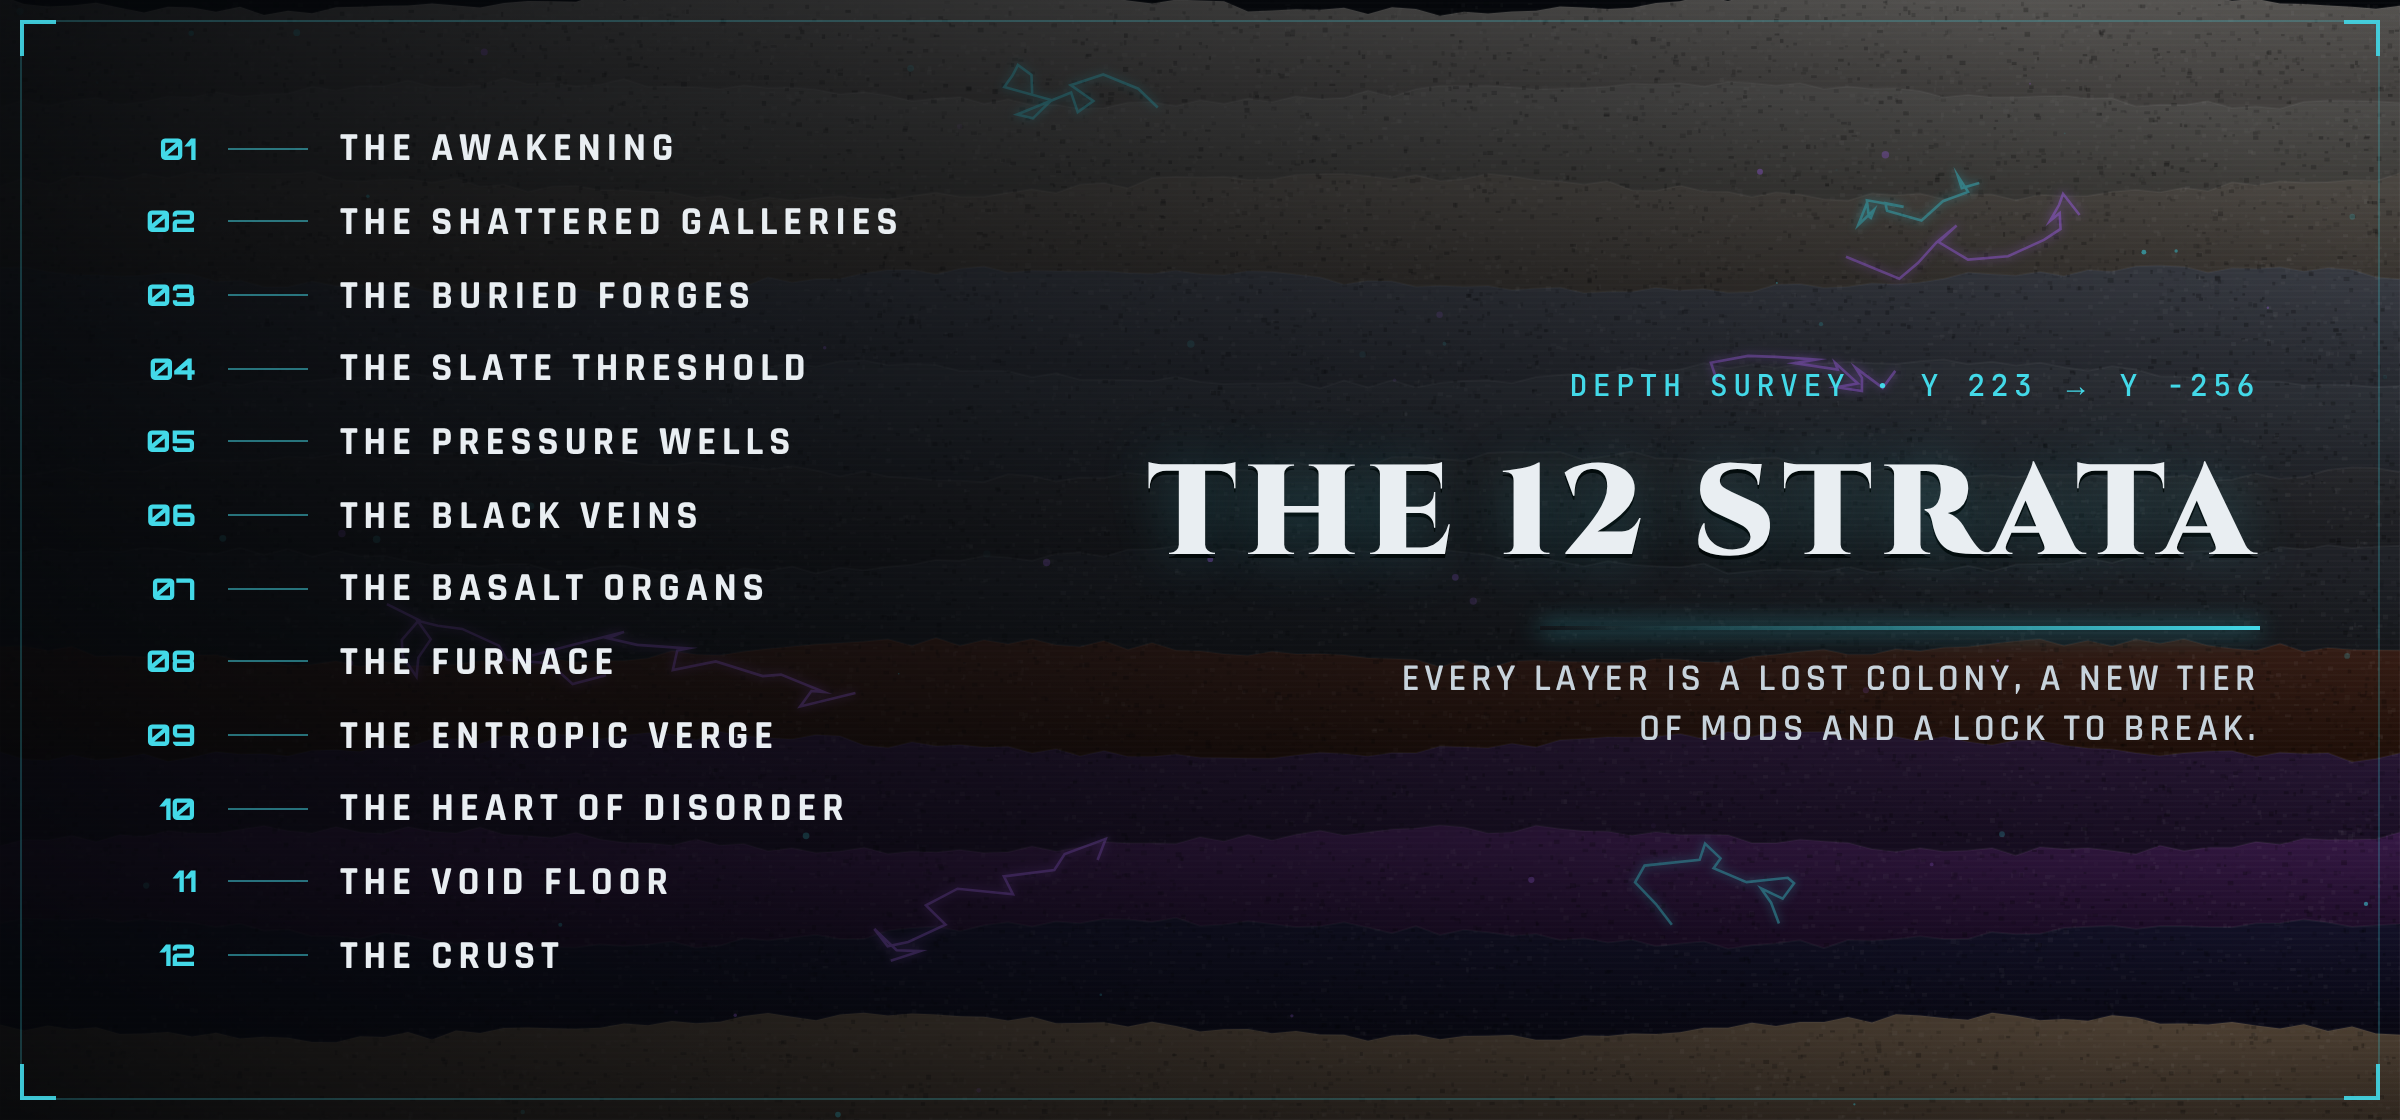 01 THE AWAKENING
02 THE SHATTERED GALLERIES
03 THE BURIED FORGES
04 THE SLATE THRESHOLD
05 THE PRESSURE WELLS
06 THE BLACK VEINS
07 THE BASALT ORGANS
08 THE FURNACE
09 THE ENTROPIC VERGE
10 THE HEART OF DISORDER
11 THE VOID FLOOR
12 THE CRUST
DEPTH SURVEY · Y 223 → Y -256
THE 12 STRATA
EVERY LAYER IS A LOST COLONY, A NEW TIER
OF MODS AND A LOCK TO BREAK.